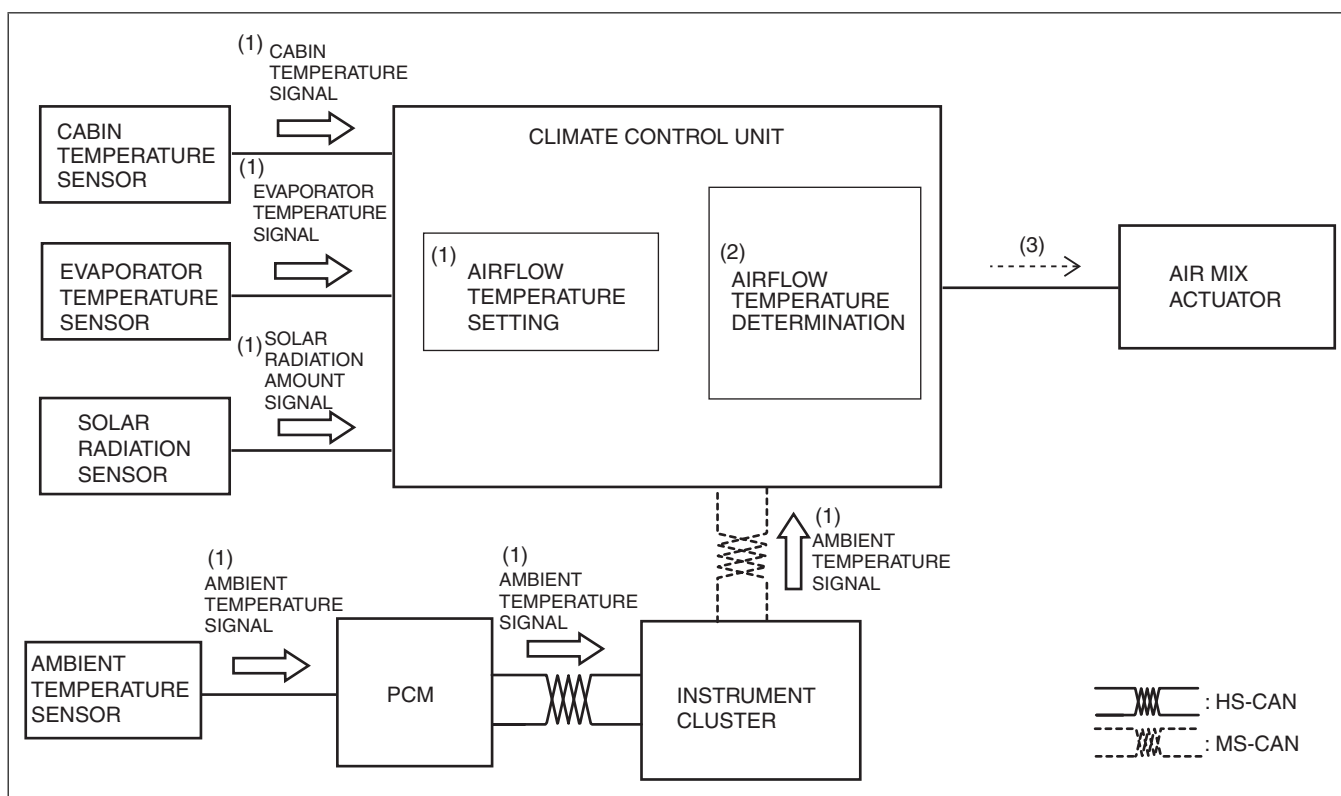 (1) CABIN
TEMPERATURE
SIGNAL
CABIN
TEMPERATURE
SENSOR
CLIMATE CONTROL UNIT
(1)
EVAPORATOR
TEMPERATURE
SIGNAL
EVAPORATOR
TEMPERATURE
SENSOR
(1) AIRFLOW
TEMPERATURE
SETTING
(2)
AIRFLOW
TEMPERATURE
DETERMINATION
(3)
AIR MIX
ACTUATOR
(1) SOLAR
RADIATION
AMOUNT
SIGNAL
SOLAR
RADIATION
SENSOR
(1)
AMBIENT
TEMPERATURE
SIGNAL
(1)
AMBIENT
TEMPERATURE
SIGNAL
(1)
AMBIENT
TEMPERATURE
SIGNAL
AMBIENT
TEMPERATURE
SENSOR
PCM
INSTRUMENT
CLUSTER
: HS-CAN
: MS-CAN